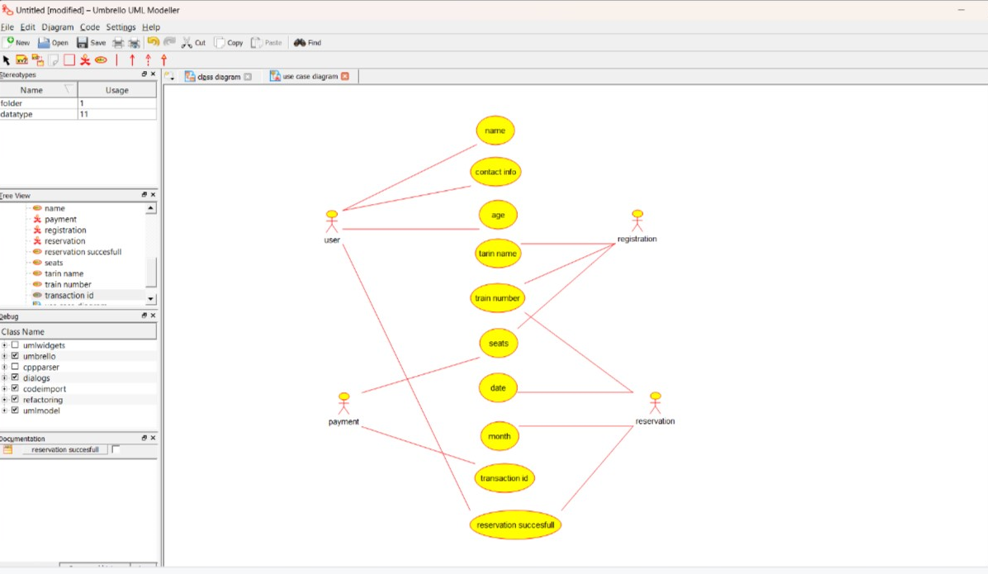 Untitled [modified] – Umbrello UML Modeller
File Edit Diagram Code Settings Help
New Open Save Cut Copy Paste Find
Stereotypes
class diagram use case diagram
Name Usage
folder 1
datatype 11
Tree View
name
payment
registration
reservation
reservation succesfull
seats
tarin name
train number
transaction id
Debug
Class Name
umlwidgets
umbrello
cppparser
dialogs
codeimport
refactoring
umlmodel
Documentation
reservation succesfull
name
contact info
age
user
registration
tarin name
train number
seats
date
payment
reservation
month
transaction id
reservation succesfull